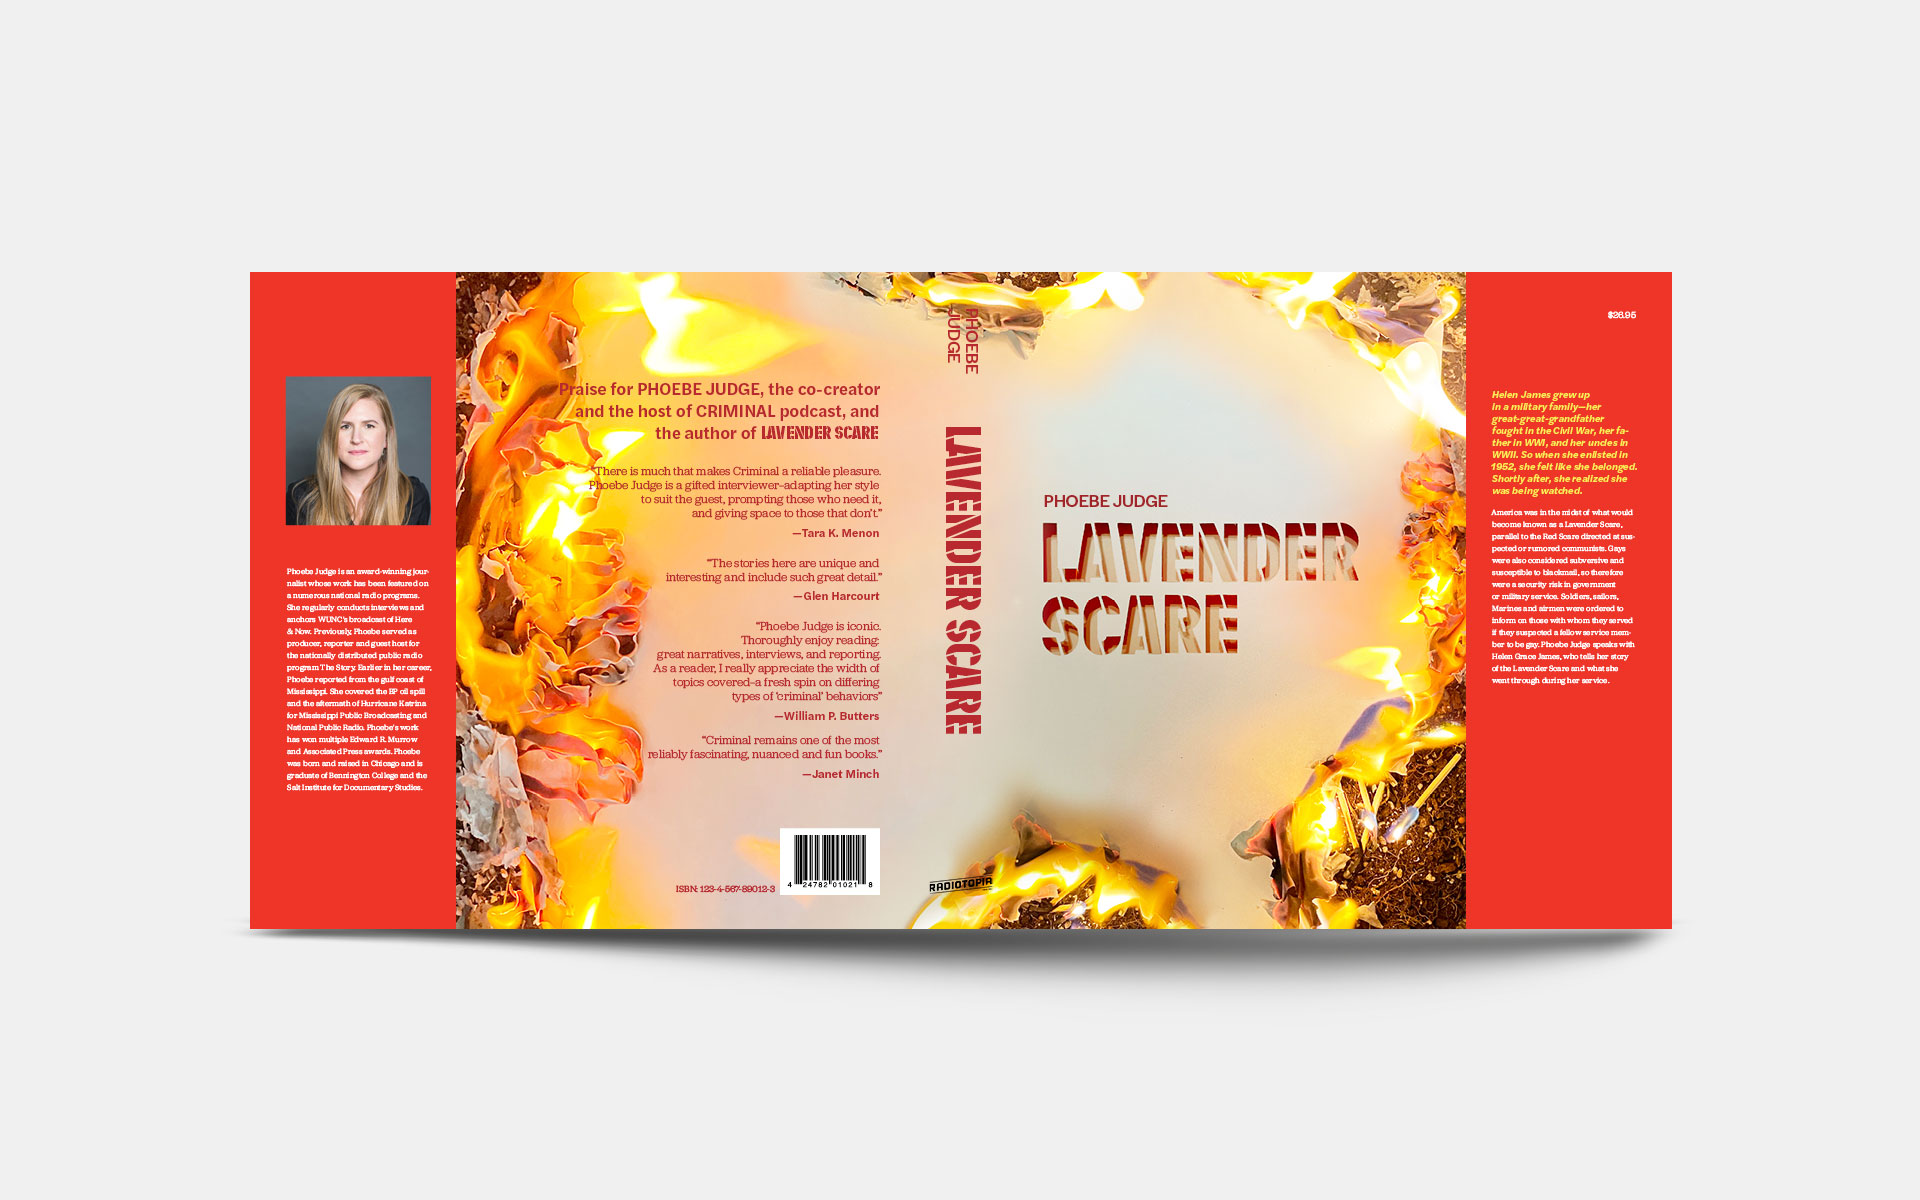 Phoebe Judge is an award-winning jour-
nalist whose work has been featured on
a numerous national radio programs.
She regularly conducts interviews and
anchors WUNC's broadcast of Here
& Now. Previously, Phoebe served as
producer, reporter and guest host for
the nationally distributed public radio
program The Story. Earlier in her career,
Phoebe reported from the gulf coast of
Mississippi. She covered the BP oil spill
and the aftermath of Hurricane Katrina
for Mississippi Public Broadcasting and
National Public Radio. Phoebe's work
has won multiple Edward R. Murrow
and Associated Press awards. Phoebe
was born and raised in Chicago and is
graduate of Bennington College and the
Salt Institute for Documentary Studies.
Praise for PHOEBE JUDGE, the co-creator
and the host of CRIMINAL podcast, and
the author of LAVENDER SCARE
“There is much that makes Criminal a reliable pleasure.
Phoebe Judge is a gifted interviewer–adapting her style
to suit the guest, prompting those who need it,
and giving space to those that don't.”
—Tara K. Menon
“The stories here are unique and
interesting and include such great detail.”
—Glen Harcourt
“Phoebe Judge is iconic.
Thoroughly enjoy reading:
great narratives, interviews, and reporting.
As a reader, I really appreciate the width of
topics covered–a fresh spin on differing
types of ‘criminal’ behaviors”
—William P. Butters
“Criminal remains one of the most
reliably fascinating, nuanced and fun books.”
—Janet Minch
ISBN: 123-4-567-89012-3
4 24782 01021 8
PHOEBE
JUDGE
LAVENDER SCARE
RADIOTOPIA
PHOEBE JUDGE
LAVENDER
SCARE
$26.95
Helen James grew up
in a military family—her
great-great-grandfather
fought in the Civil War, her fa-
ther in WWI, and her uncles in
WWII. So when she enlisted in
1952, she felt like she belonged.
Shortly after, she realized she
was being watched.
America was in the midst of what would
become known as a Lavender Scare,
parallel to the Red Scare directed at sus-
pected or rumored communists. Gays
were also considered subversive and
susceptible to blackmail, so therefore
were a security risk in government
or military service. Soldiers, sailors,
Marines and airmen were ordered to
inform on those with whom they served
if they suspected a fellow service mem-
ber to be gay. Phoebe Judge speaks with
Helen Grace James, who tells her story
of the Lavender Scare and what she
went through during her service.